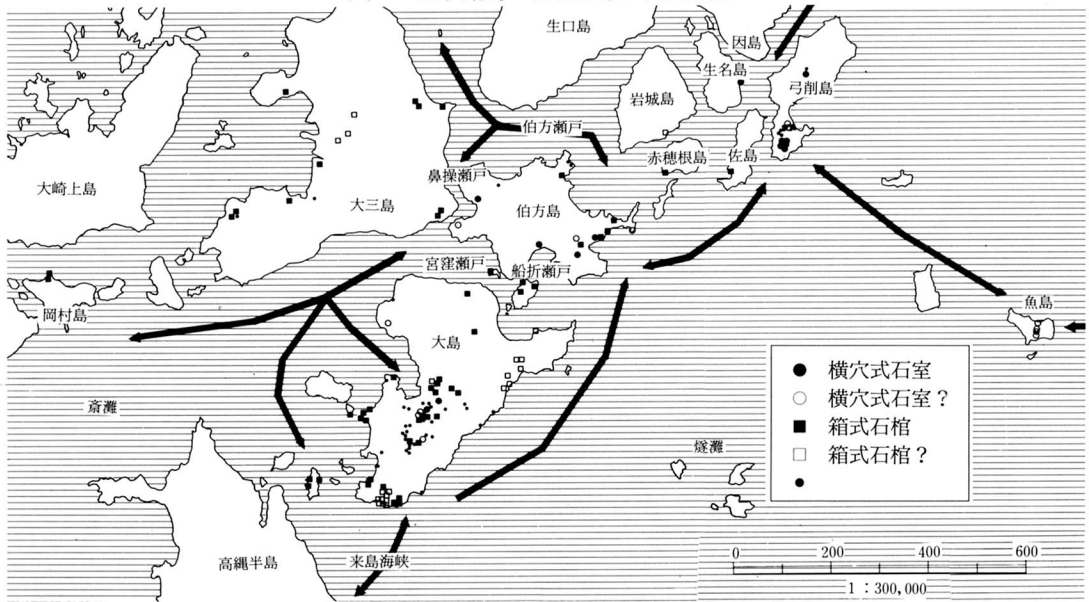 生口島
因島
生名島
弓削島
岩城島
伯方瀬戸
赤穂根島
佐島
鼻操瀬戸
大崎上島
大三島
伯方島
宮窪瀬戸
船折瀬戸
岡村島
魚島
大島
斎灘
燧灘
横穴式石室
横穴式石室?
箱式石棺
箱式石棺?
高縄半島
来島海峡
0 200 400 600
1:300,000